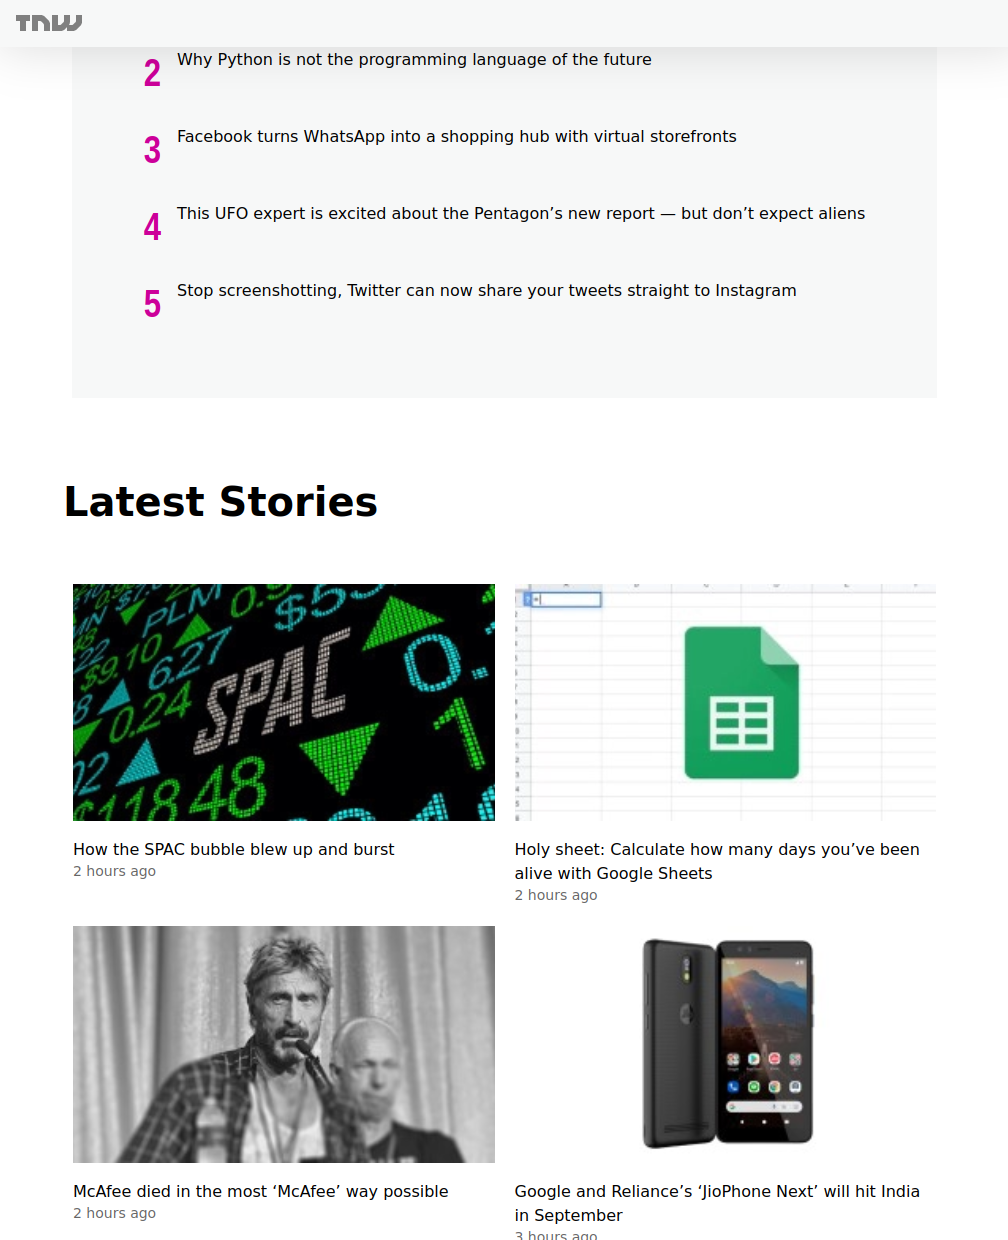 TNW
2
Why Python is not the programming language of the future
3
Facebook turns WhatsApp into a shopping hub with virtual storefronts
4
This UFO expert is excited about the Pentagon’s new report — but don’t expect aliens
5
Stop screenshotting, Twitter can now share your tweets straight to Instagram
Latest Stories
PLM
$9.10
6.27
0.24
SPAC
$118.48
How the SPAC bubble blew up and burst
2 hours ago
Holy sheet: Calculate how many days you’ve been
alive with Google Sheets
2 hours ago
McAfee died in the most ‘McAfee’ way possible
2 hours ago
Google and Reliance’s ‘JioPhone Next’ will hit India
in September
3 hours ago